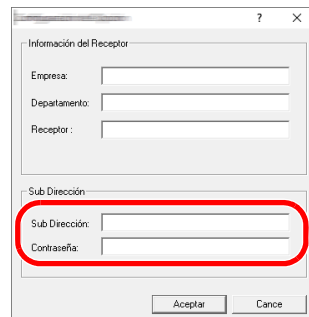 ?
Información del Receptor
Empresa:
Departamento:
Receptor :
Sub Dirección
Sub Dirección:
Contraseña:
Aceptar Cance